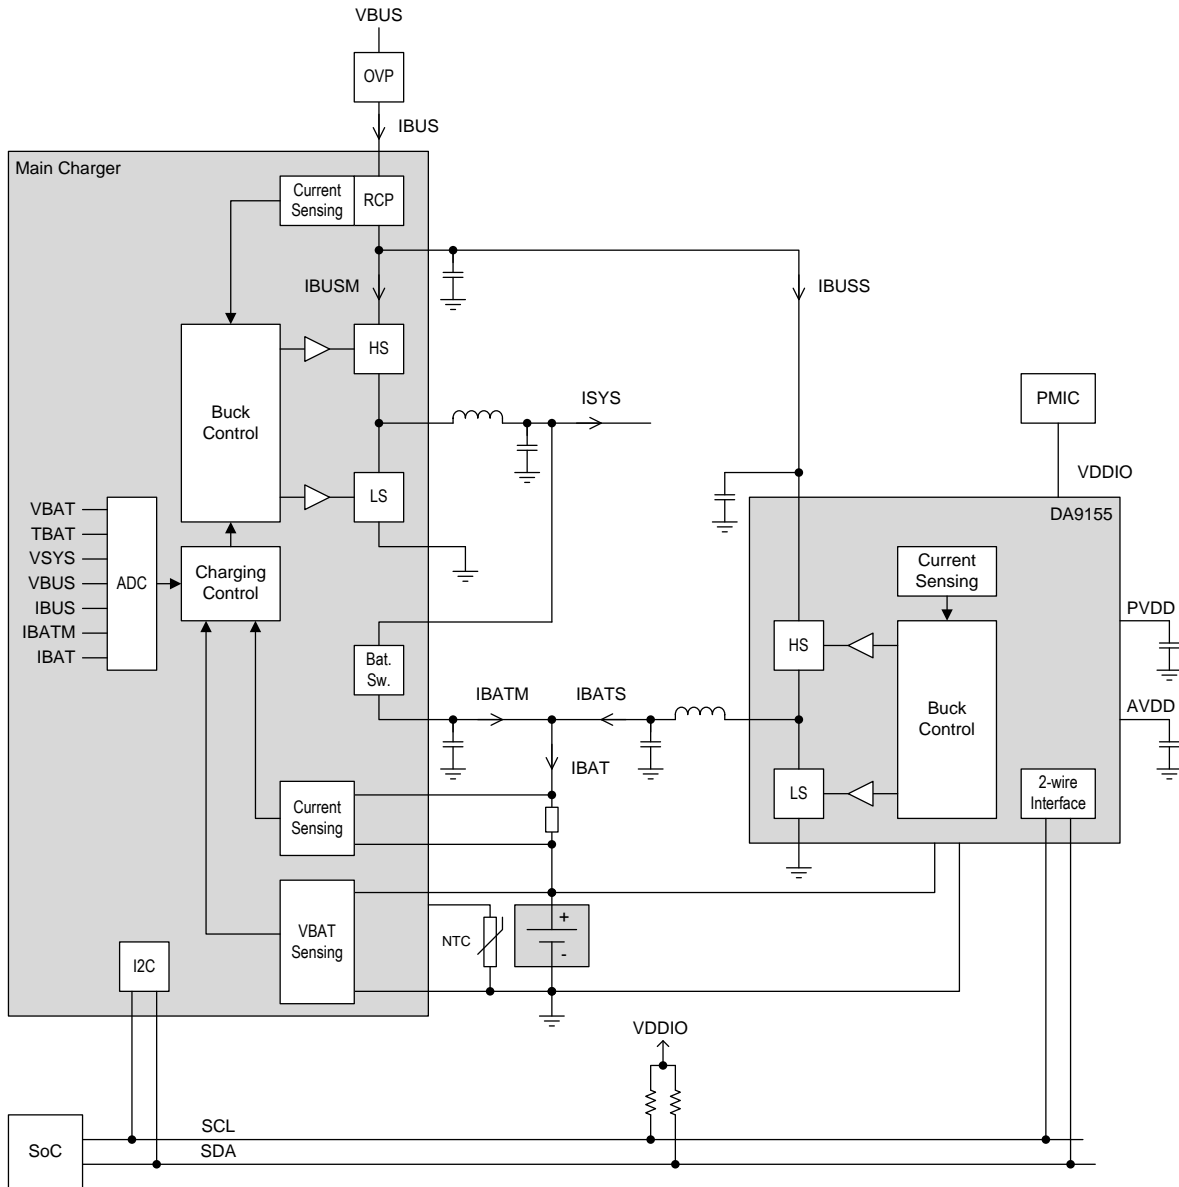 VBUS
OVP
IBUS
Main Charger
Current
Sensing
RCP
IBUSM
IBUSS
HS
Buck
Control
ISYS
PMIC
LS
VDDIO
VBAT
TBAT
VSYS
VBUS
IBUS
IBATM
IBAT
ADC
Charging
Control
DA9155
Current
Sensing
PVDD
HS
Bat.
Sw.
IBATM
IBATS
Buck
Control
AVDD
IBAT
LS
2-wire
Interface
Current
Sensing
VBAT
Sensing
NTC
+
-
I2C
VDDIO
SoC
SCL
SDA